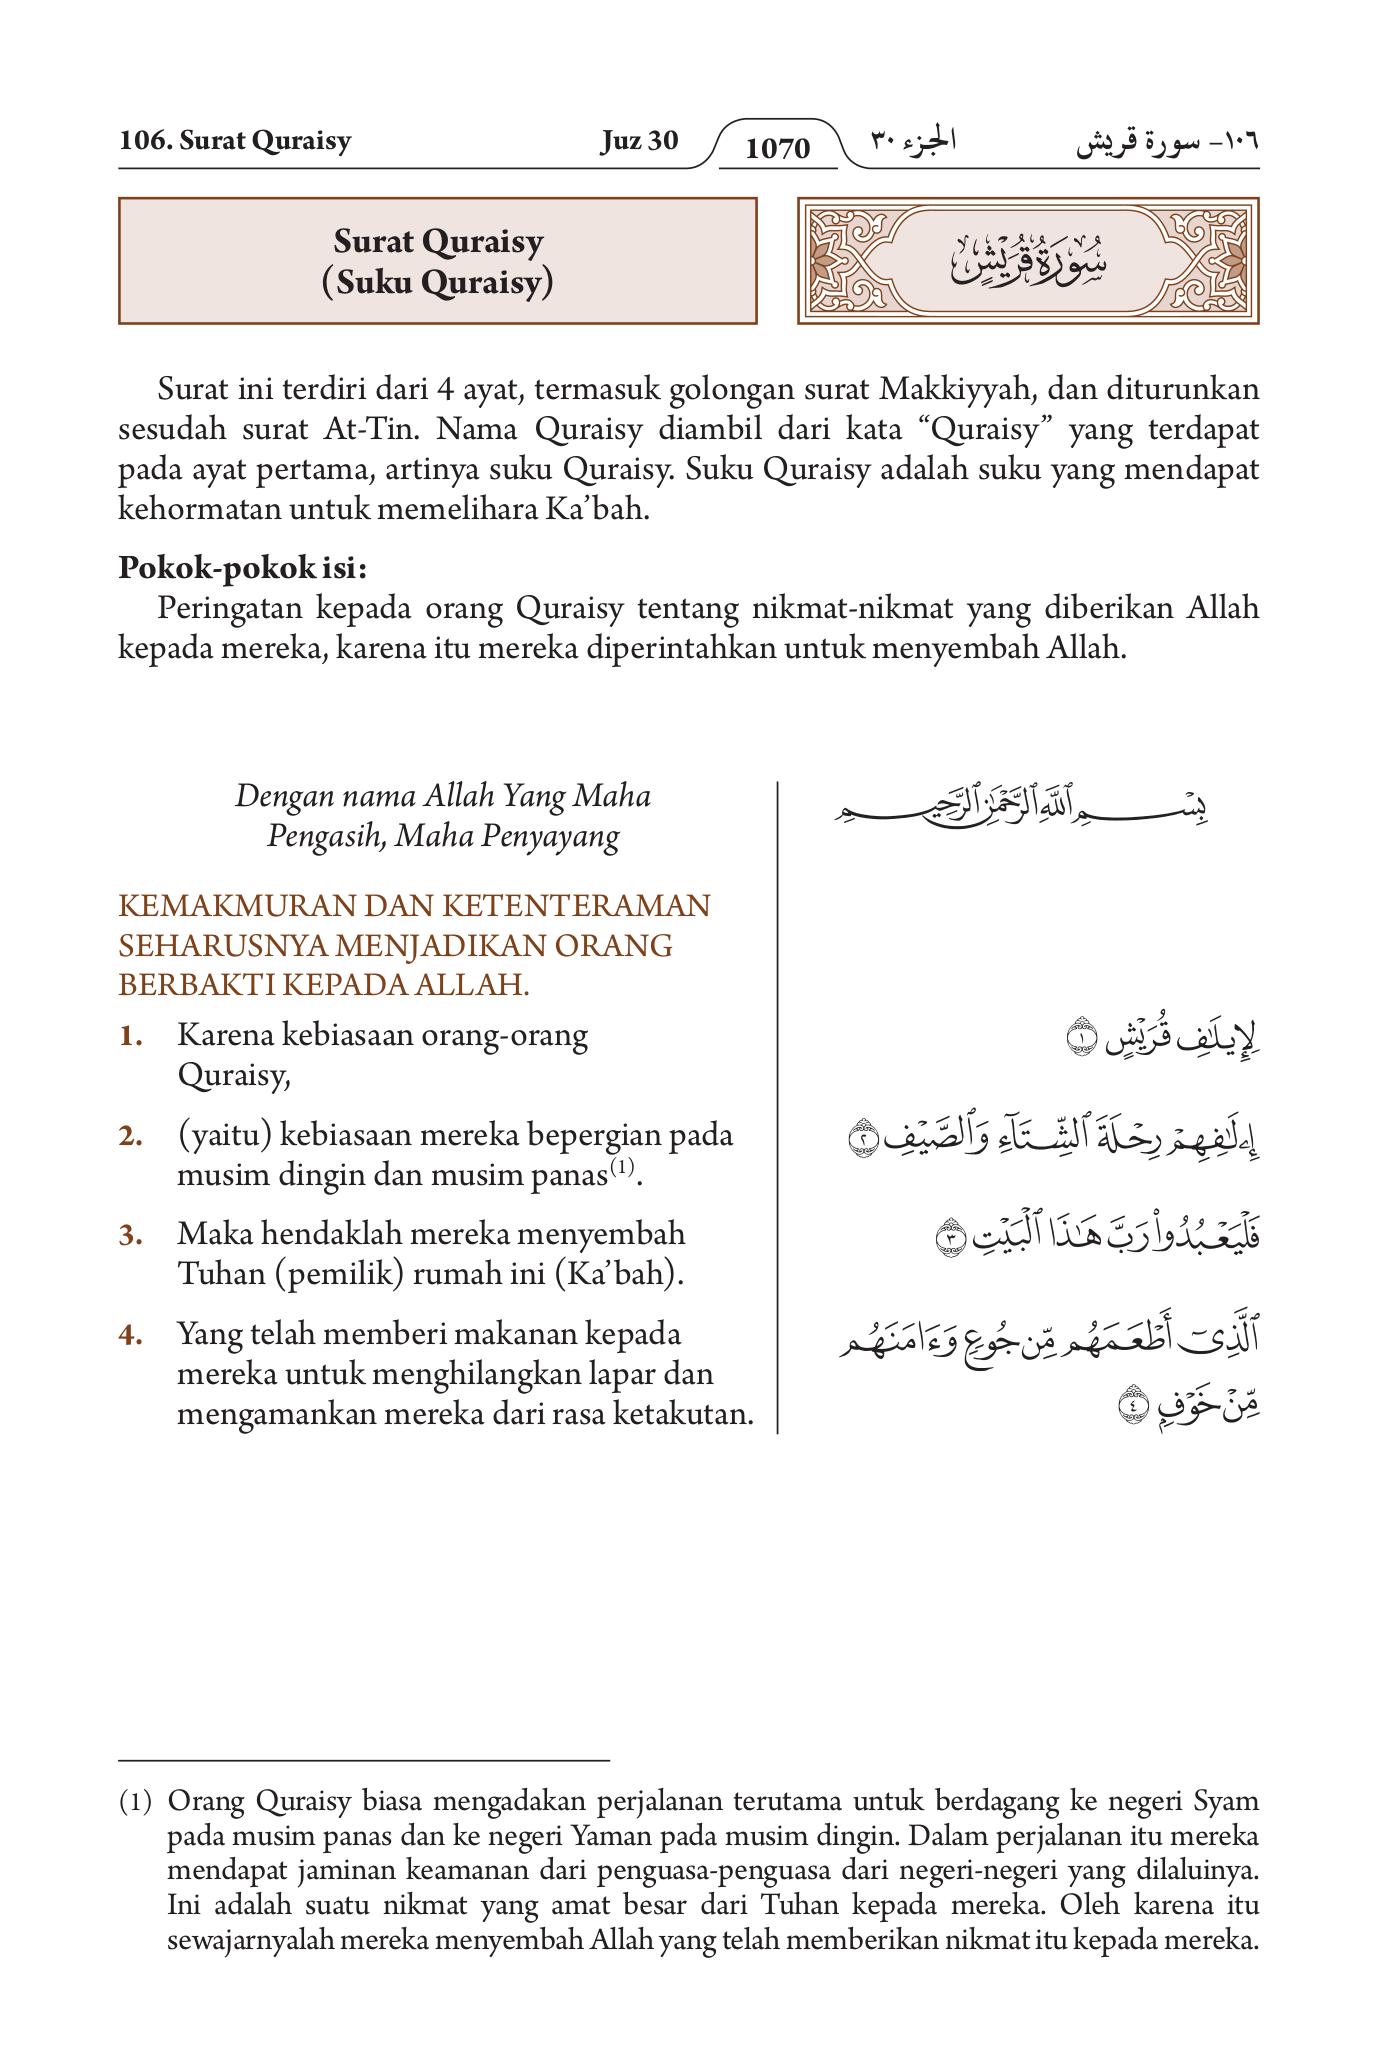 106. Surat Quraisy Juz 30 1070 الجزء ٣٠ ١٠٦- سورة قريش
Surat Quraisy
(Suku Quraisy)
سُورَةُ قُرَيْشٍ
Surat ini terdiri dari 4 ayat, termasuk golongan surat Makkiyyah, dan diturunkan
sesudah surat At-Tin. Nama Quraisy diambil dari kata “Quraisy” yang terdapat
pada ayat pertama, artinya suku Quraisy. Suku Quraisy adalah suku yang mendapat
kehormatan untuk memelihara Ka’bah.
Pokok-pokok isi:
Peringatan kepada orang Quraisy tentang nikmat-nikmat yang diberikan Allah
kepada mereka, karena itu mereka diperintahkan untuk menyembah Allah.
Dengan nama Allah Yang Maha
Pengasih, Maha Penyayang
بِسْمِ ٱللَّهِ ٱلرَّحْمَٰنِ ٱلرَّحِيمِ
KEMAKMURAN DAN KETENTERAMAN
SEHARUSNYA MENJADIKAN ORANG
BERBAKTI KEPADA ALLAH.
1. Karena kebiasaan orang-orang
Quraisy,
لِإِيلَٰفِ قُرَيْشٍ ١
2. (yaitu) kebiasaan mereka bepergian pada
musim dingin dan musim panas(1).
إِۦلَٰفِهِمْ رِحْلَةَ ٱلشِّتَآءِ وَٱلصَّيْفِ ٢
3. Maka hendaklah mereka menyembah
Tuhan (pemilik) rumah ini (Ka’bah).
فَلْيَعْبُدُوا۟ رَبَّ هَٰذَا ٱلْبَيْتِ ٣
4. Yang telah memberi makanan kepada
mereka untuk menghilangkan lapar dan
mengamankan mereka dari rasa ketakutan.
ٱلَّذِىٓ أَطْعَمَهُم مِّن جُوعٍ وَءَامَنَهُم
مِّنْ خَوْفٍۭ ٤
(1) Orang Quraisy biasa mengadakan perjalanan terutama untuk berdagang ke negeri Syam
pada musim panas dan ke negeri Yaman pada musim dingin. Dalam perjalanan itu mereka
mendapat jaminan keamanan dari penguasa-penguasa dari negeri-negeri yang dilaluinya.
Ini adalah suatu nikmat yang amat besar dari Tuhan kepada mereka. Oleh karena itu
sewajarnyalah mereka menyembah Allah yang telah memberikan nikmat itu kepada mereka.